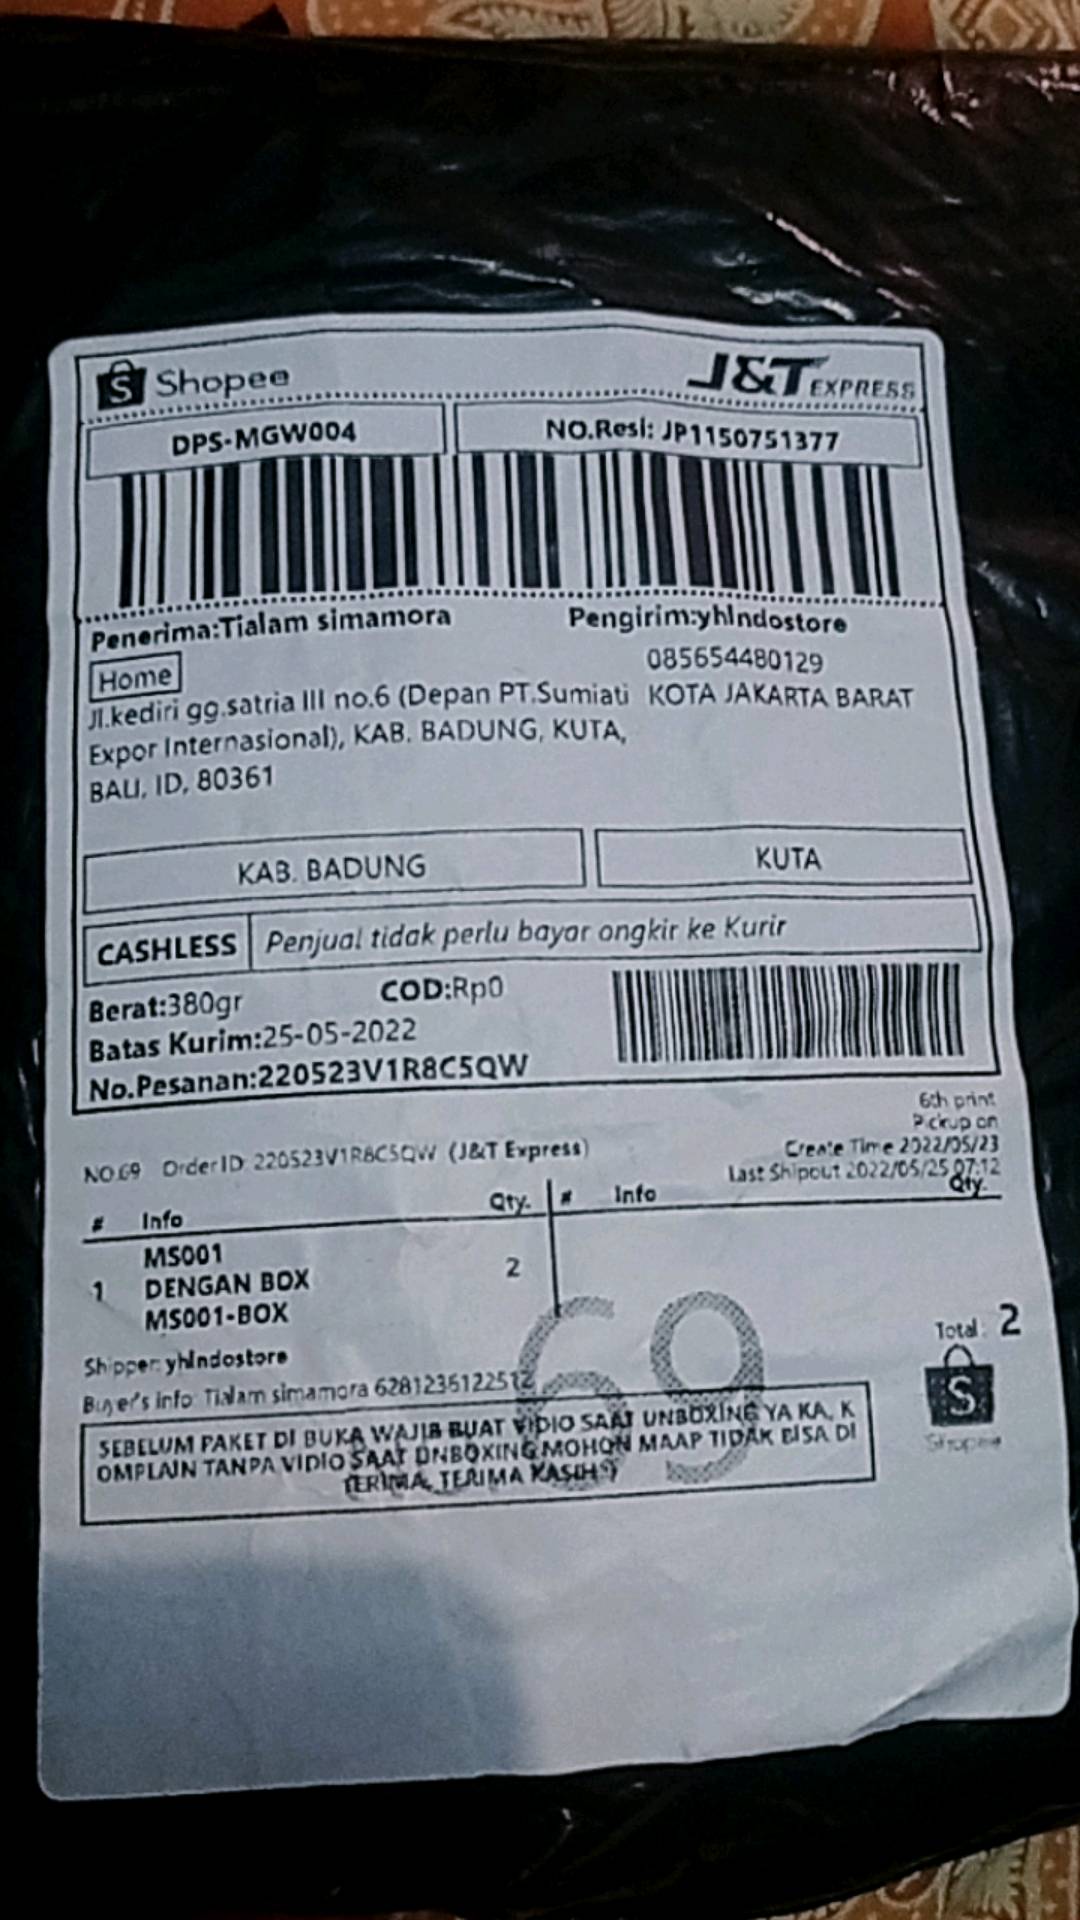 Shopee
J&T EXPRESS
DPS-MGW004
NO.Resi: JP1150751377
Penerima:Tialam simamora
Pengirim:yhIndostore
Home
085654480129
Jl.kediri gg.satria III no.6 (Depan PT.Sumiati
KOTA JAKARTA BARAT
Expor Internasional), KAB. BADUNG, KUTA,
BALI, ID, 80361
KAB. BADUNG
KUTA
CASHLESS
Penjual tidak perlu bayar ongkir ke Kurir
Berat:380gr
COD:Rp0
Batas Kurim:25-05-2022
No.Pesanan:220523V1R8C5QW
6th print
Pickup on
Create Time 2022/05/23
Last Shipout 2022/05/25 07:12
NO.69 Order ID: 220523V1R8C5QW (J&T Express)
# Info Qty. # Info Qty.
MS001
1 DENGAN BOX 2
MS001-BOX
69
Total: 2
Shipper: yhIndostore
Buyer's info: Tialam simamora 6281236122512
Shopee
SEBELUM PAKET DI BUKA WAJIB BUAT VIDIO SAAT UNBOXING YA KA, K
OMPLAIN TANPA VIDIO SAAT UNBOXING MOHON MAAP TIDAK BISA DI
TERIMA, TERIMA KASIH :)